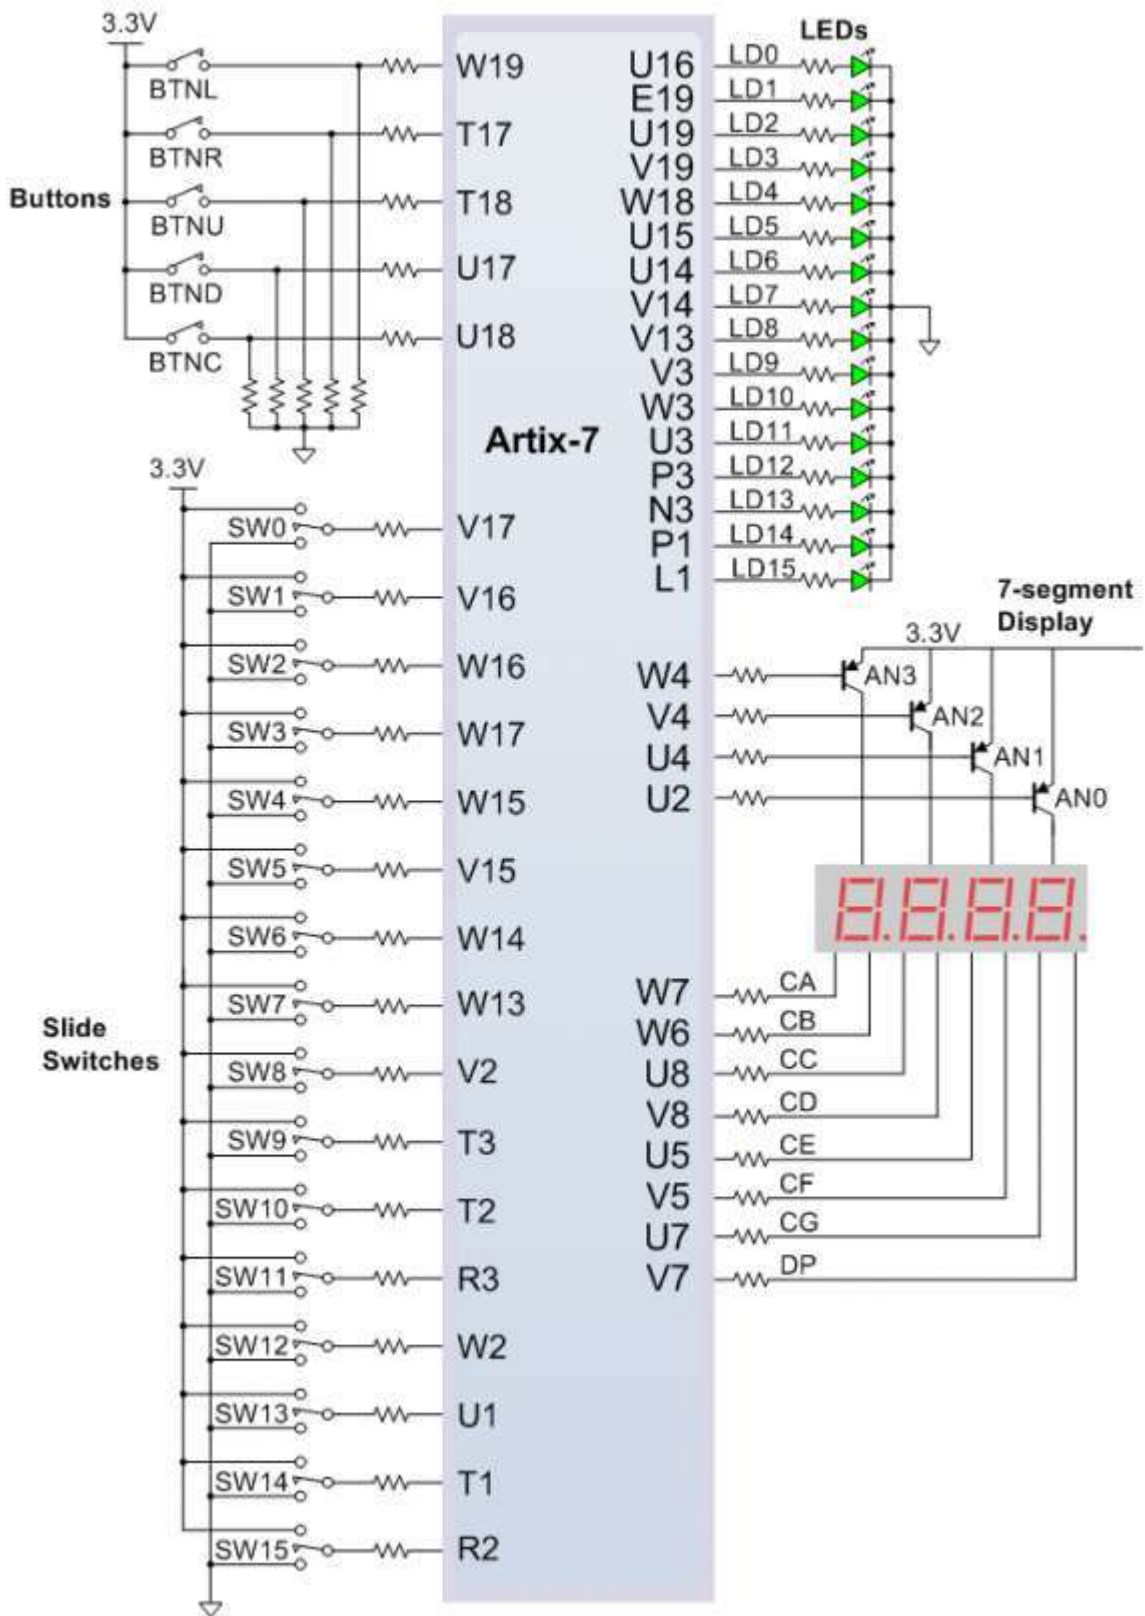 3.3V
Buttons
BTNL
BTNR
BTNU
BTND
BTNC
W19
T17
T18
U17
U18
Artix-7
LEDs
U16 LD0
E19 LD1
U19 LD2
V19 LD3
W18 LD4
U15 LD5
U14 LD6
V14 LD7
V13 LD8
V3 LD9
W3 LD10
U3 LD11
P3 LD12
N3 LD13
P1 LD14
L1 LD15
3.3V
Slide
Switches
SW0 V17
SW1 V16
SW2 W16
SW3 W17
SW4 W15
SW5 V15
SW6 W14
SW7 W13
SW8 V2
SW9 T3
SW10 T2
SW11 R3
SW12 W2
SW13 U1
SW14 T1
SW15 R2
7-segment
Display
3.3V
W4 AN3
V4 AN2
U4 AN1
U2 AN0
8.8.8.8.
W7 CA
W6 CB
U8 CC
V8 CD
U5 CE
V5 CF
U7 CG
V7 DP